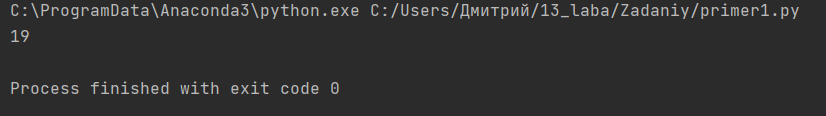 C:\ProgramData\Anaconda3\python.exe C:/Users/Дмитрий/13_laba/Zadaniy/primer1.py
19
Process finished with exit code 0